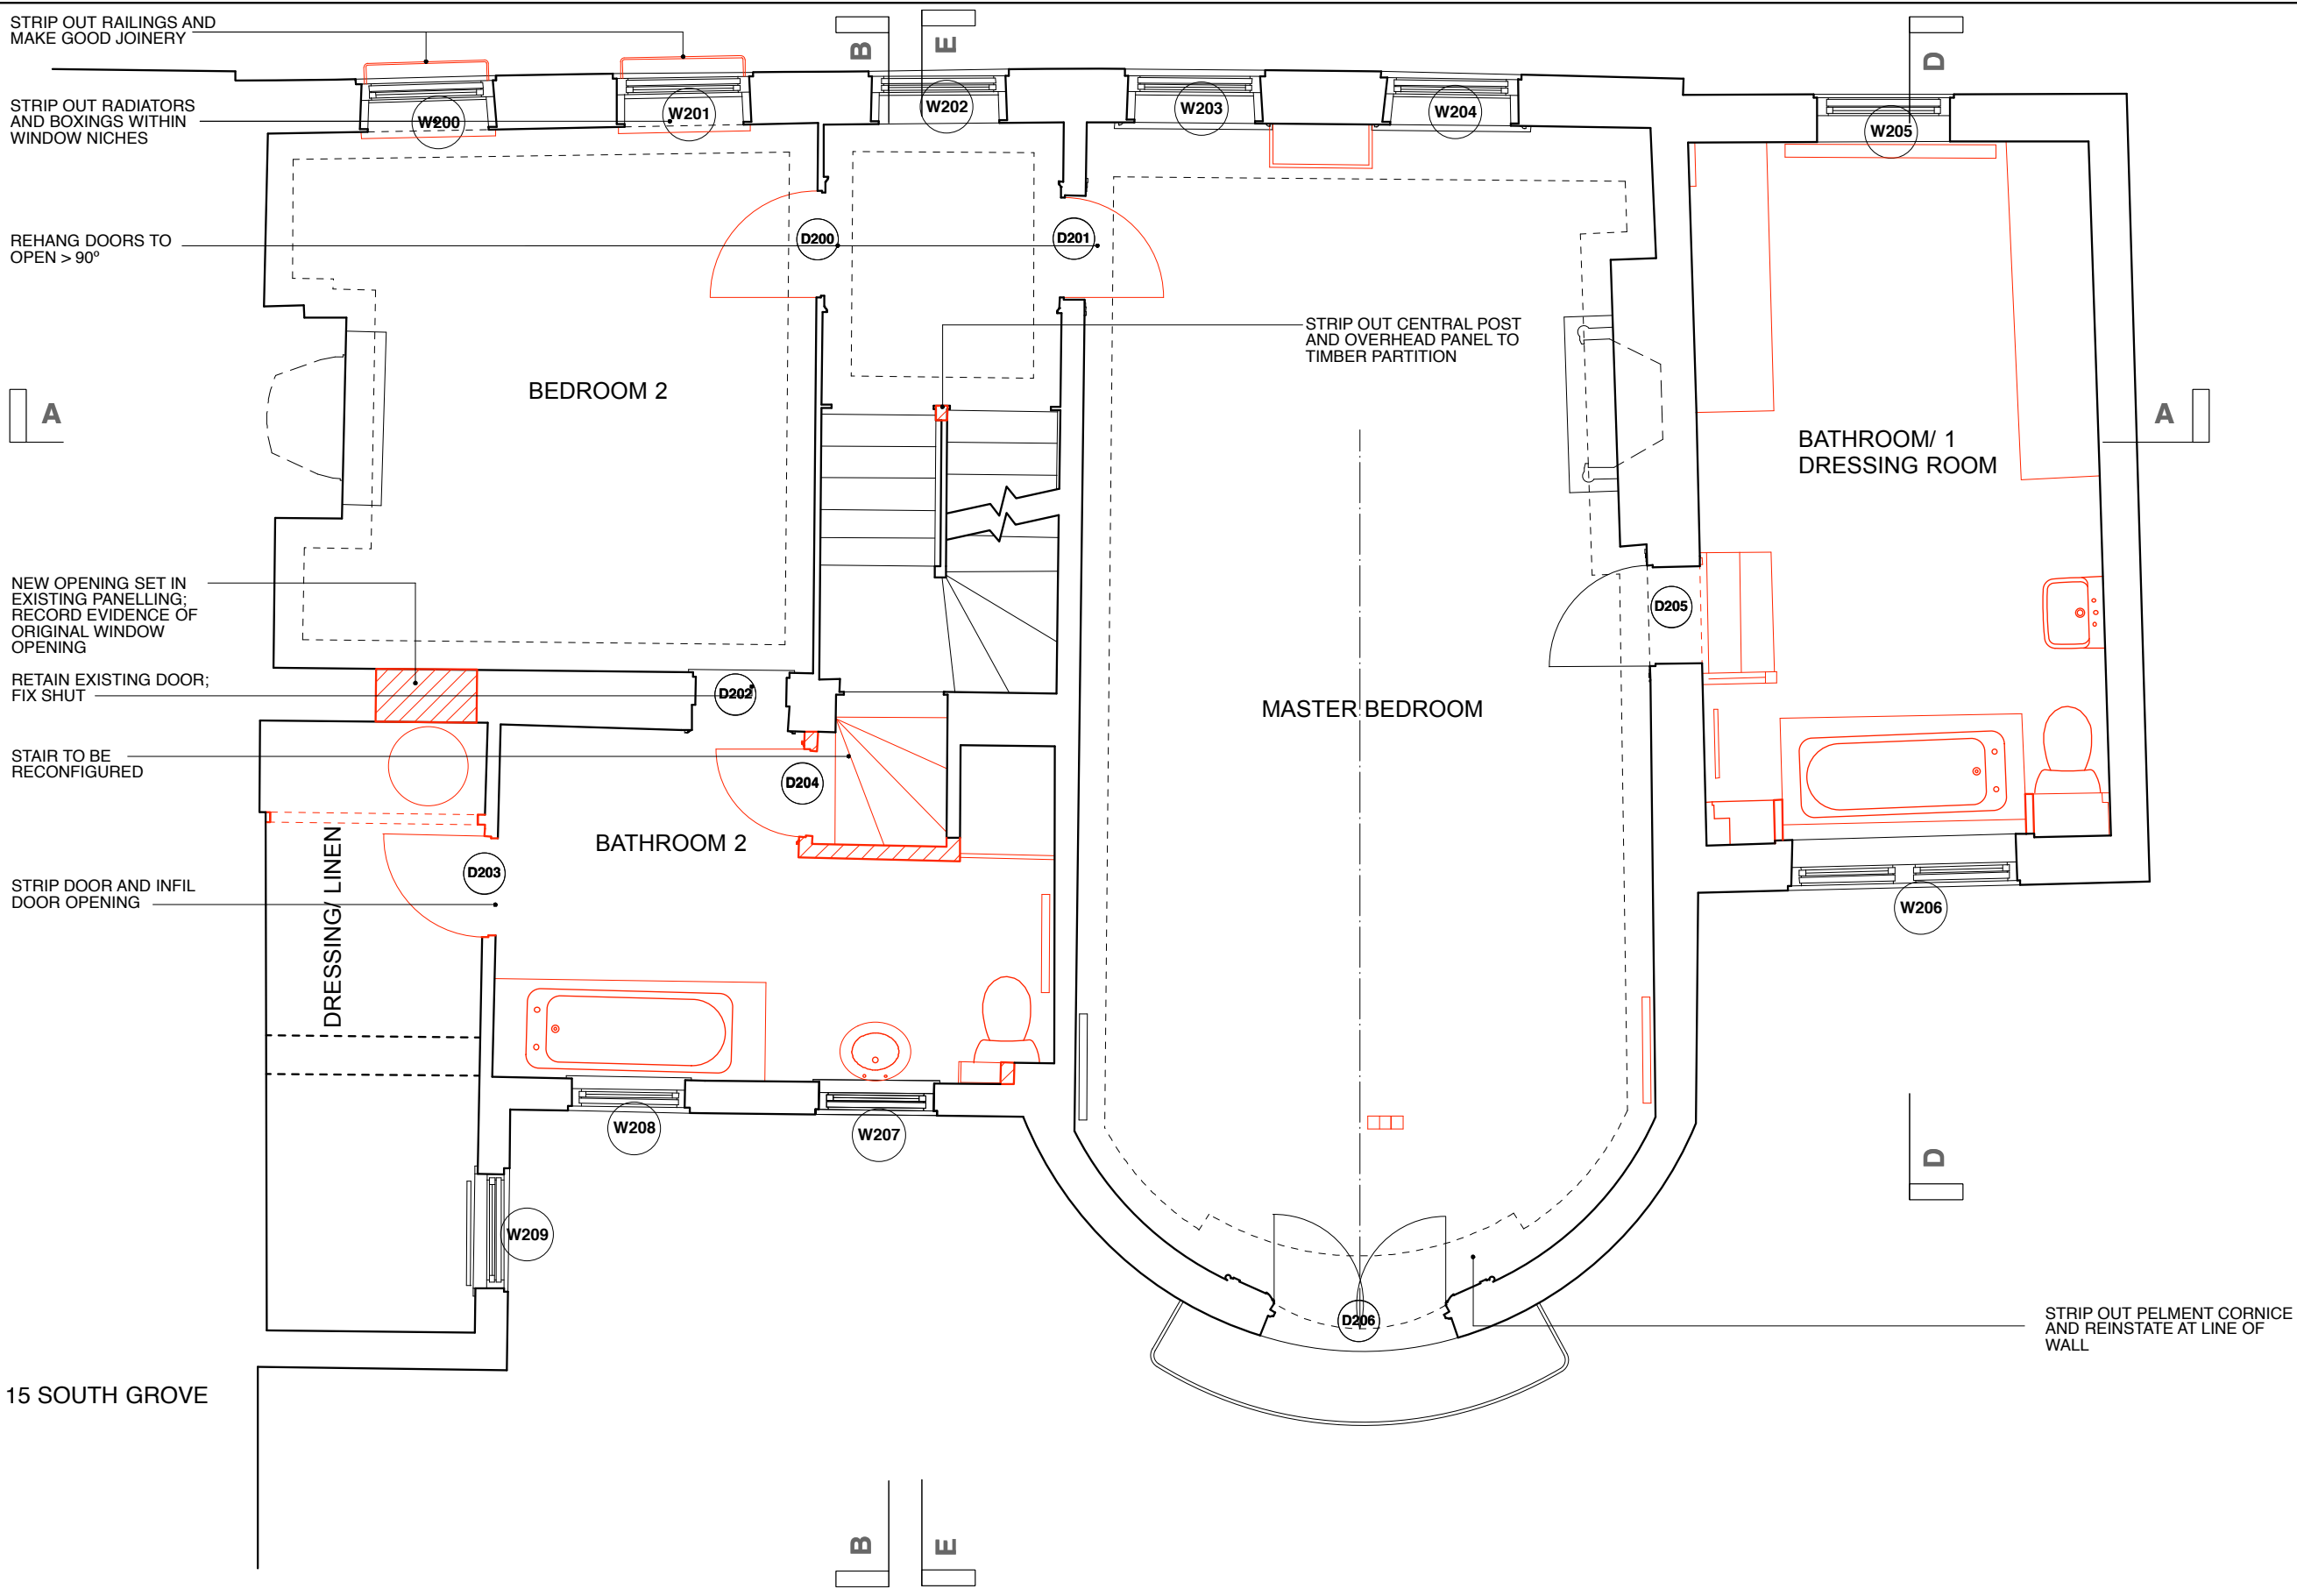 STRIP OUT RAILINGS AND
MAKE GOOD JOINERY
B
E
D
STRIP OUT RADIATORS
AND BOXINGS WITHIN
WINDOW NICHES
W200
W201
W202
W203
W204
W205
REHANG DOORS TO
OPEN > 90º
D200
D201
STRIP OUT CENTRAL POST
AND OVERHEAD PANEL TO
TIMBER PARTITION
BEDROOM 2
A
A
BATHROOM/ 1
DRESSING ROOM
NEW OPENING SET IN
EXISTING PANELLING;
RECORD EVIDENCE OF
ORIGINAL WINDOW
OPENING
D205
RETAIN EXISTING DOOR;
FIX SHUT
D202
MASTER BEDROOM
STAIR TO BE
RECONFIGURED
D204
BATHROOM 2
STRIP DOOR AND INFIL
DOOR OPENING
D203
DRESSING/ LINEN
W206
W208
W207
D
W209
D206
STRIP OUT PELMENT CORNICE
AND REINSTATE AT LINE OF
WALL
15 SOUTH GROVE
B
E